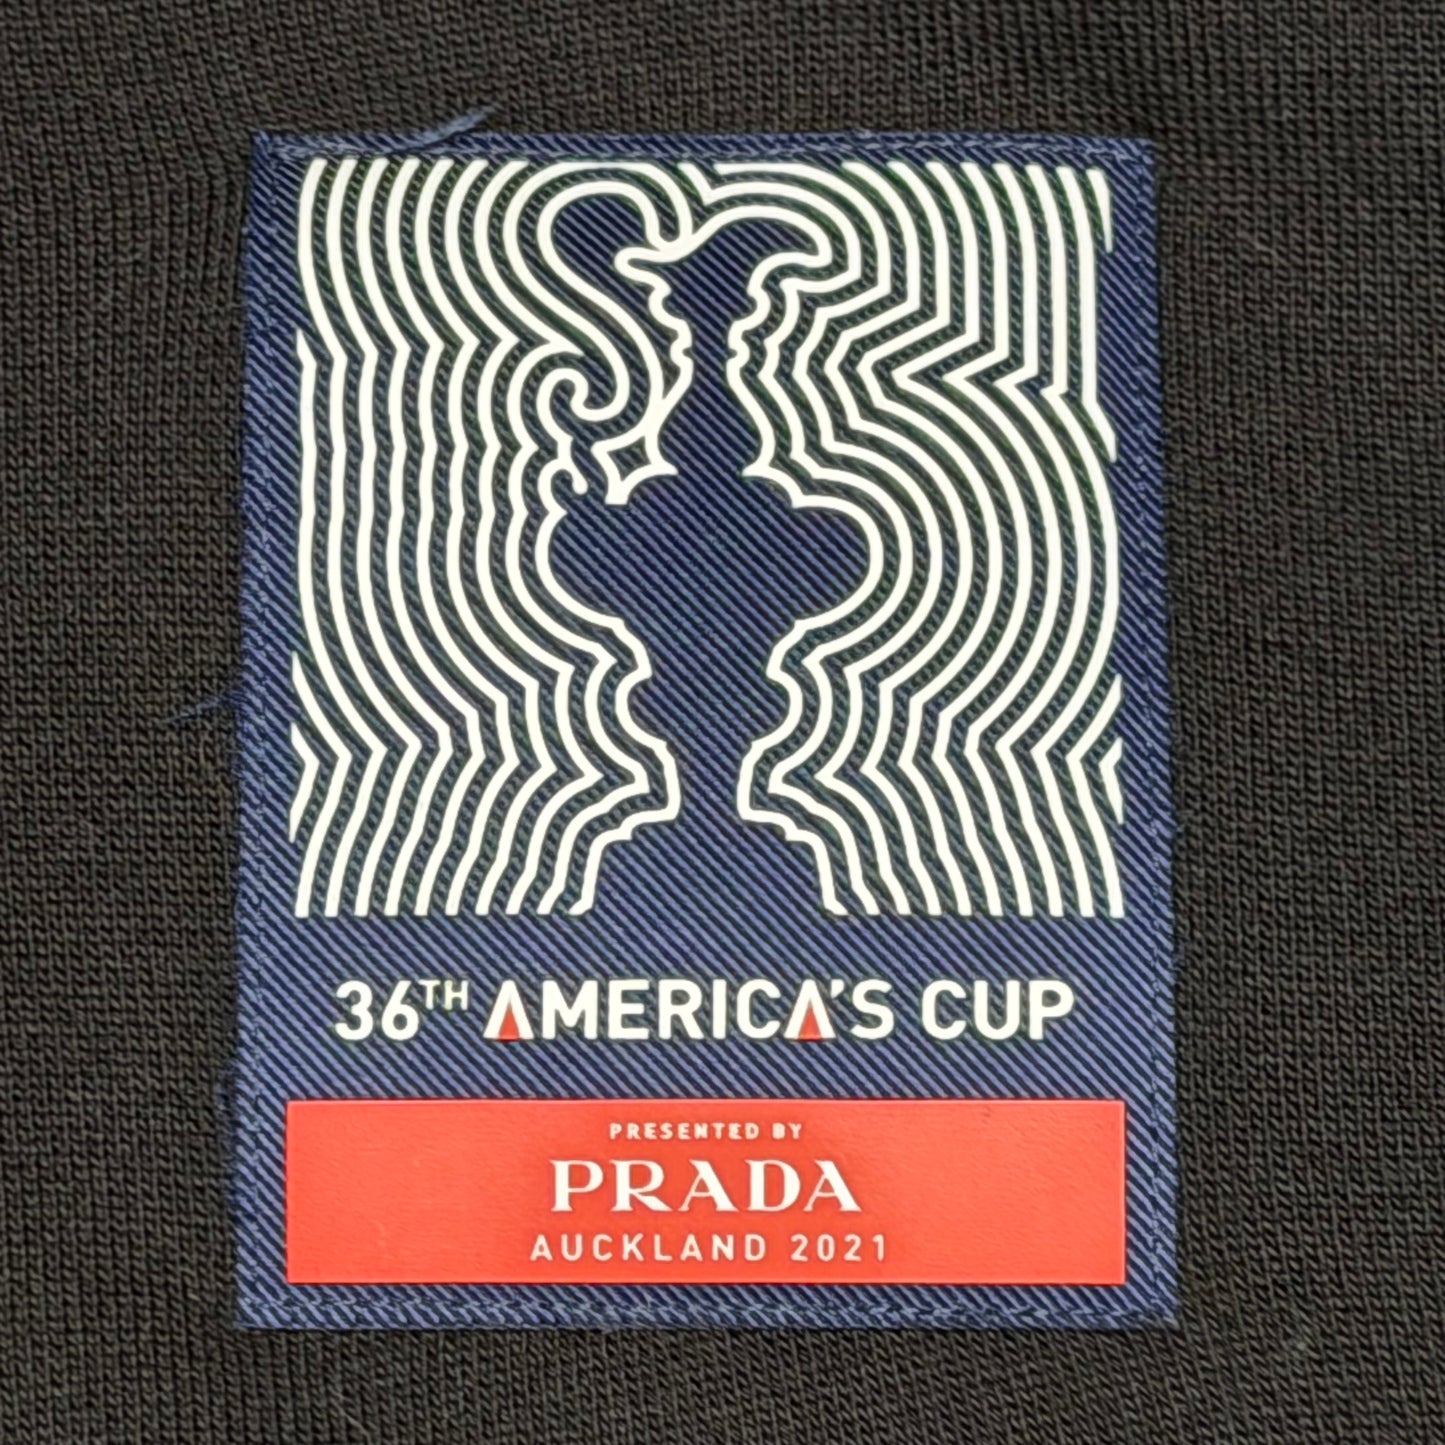 36TH AMERICA'S CUP
PRESENTED BY
PRADA
AUCKLAND 2021